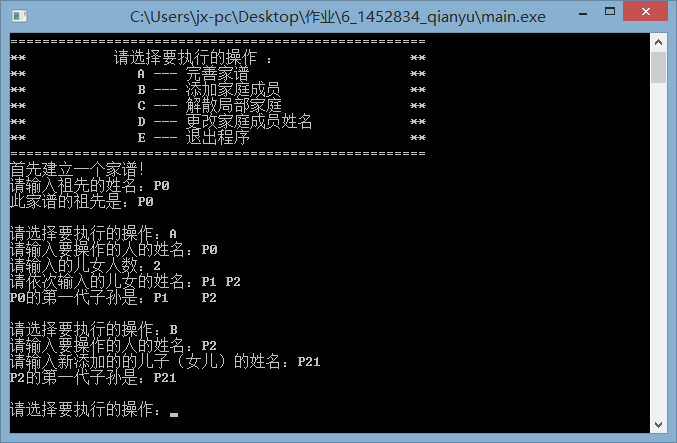 C:\Users\jx-pc\Desktop\作业\6_1452834_qianyu\main.exe
====================================================
** 请选择要执行的操作 : **
** A --- 完善家谱 **
** B --- 添加家庭成员 **
** C --- 解散局部家庭 **
** D --- 更改家庭成员姓名 **
** E --- 退出程序 **
====================================================
首先建立一个家谱!
请输入祖先的姓名: P0
此家谱的祖先是: P0
请选择要执行的操作: A
请输入要操作的人的姓名: P0
请输入的儿女人数: 2
请依次输入的儿女的姓名: P1 P2
P0的第一代子孙是: P1 P2
请选择要执行的操作: B
请输入要操作的人的姓名: P2
请输入新添加的的儿子（女儿）的姓名: P21
P2的第一代子孙是: P21
请选择要执行的操作: